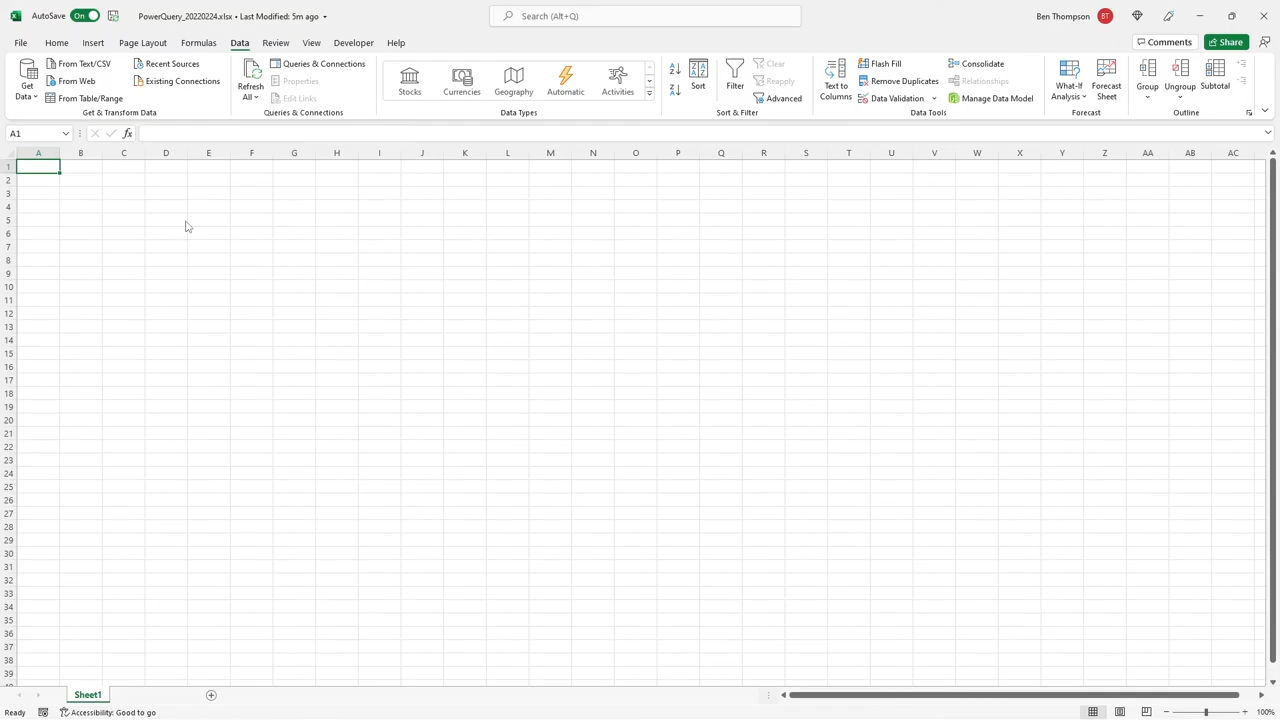 AutoSave On PowerQuery_20220224.xlsx • Last Modified: 5m ago Search (Alt+Q) Ben Thompson BT
File Home Insert Page Layout Formulas Data Review View Developer Help Comments Share
From Text/CSV Recent Sources
From Web Existing Connections
From Table/Range
Get Data
Get & Transform Data
Refresh All
Queries & Connections
Properties
Edit Links
Queries & Connections
Stocks Currencies Geography Automatic Activities
Data Types
Sort Filter
Clear
Reapply
Advanced
Sort & Filter
Text to Columns
Flash Fill Consolidate
Remove Duplicates Relationships
Data Validation Manage Data Model
Data Tools
What-If Analysis Forecast Sheet
Forecast
Group Ungroup Subtotal
Outline
A1 fx
A B C D E F G H I J K L M N O P Q R S T U V W X Y Z AA AB AC
1
2
3
4
5
6
7
8
9
10
11
12
13
14
15
16
17
18
19
20
21
22
23
24
25
26
27
28
29
30
31
32
33
34
35
36
37
38
39
Sheet1
Ready Accessibility: Good to go 100%